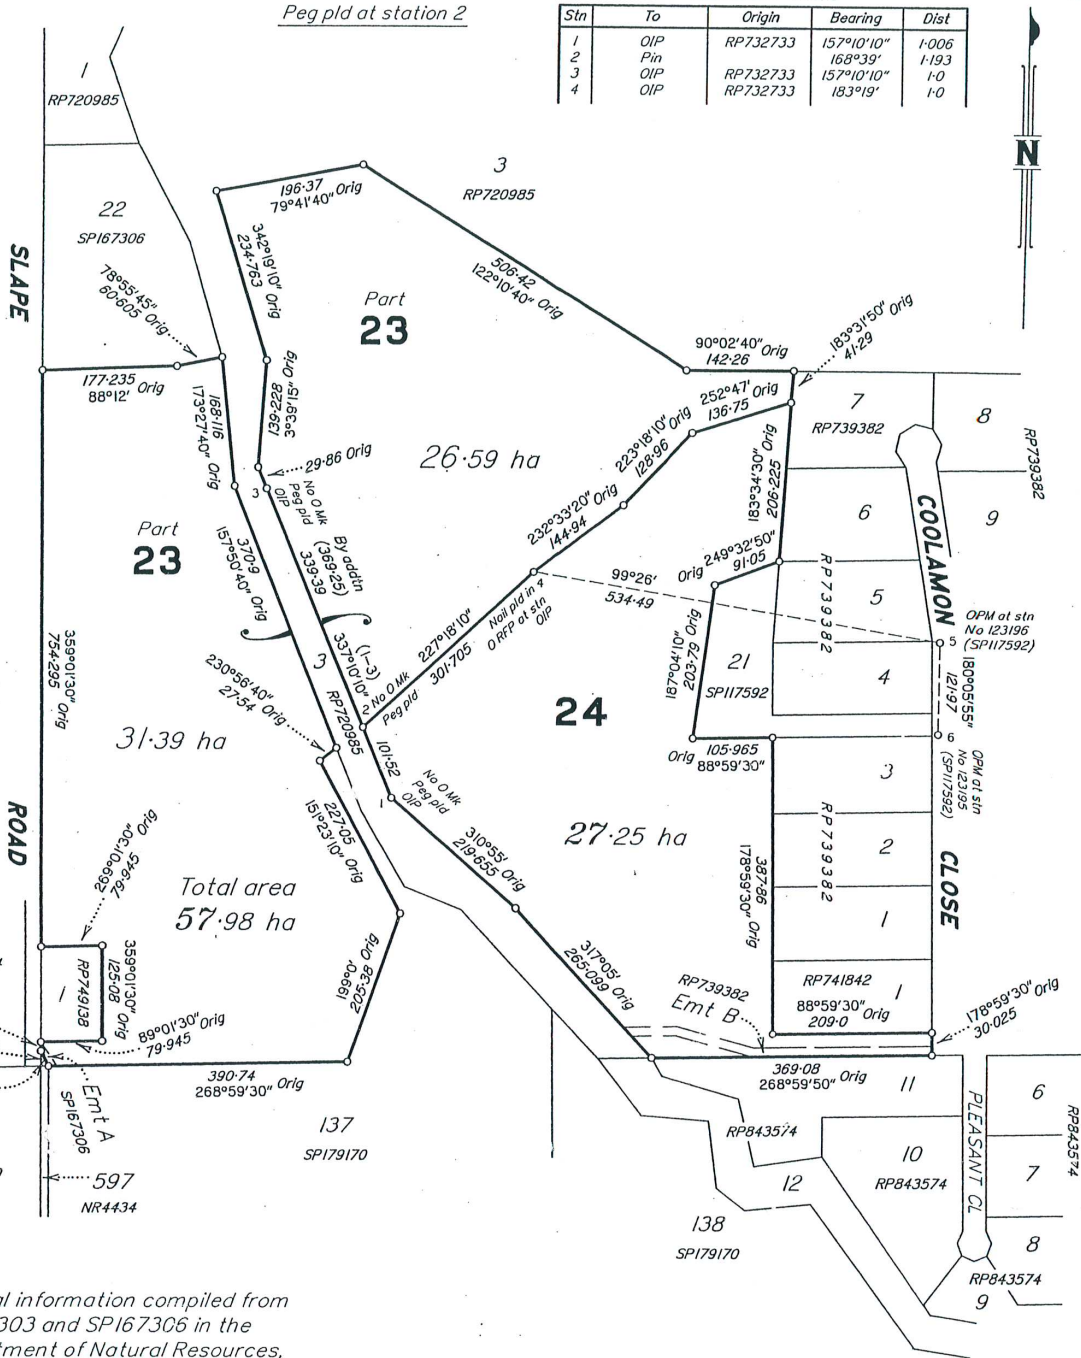 Peg pld at station 2
Stn To Origin Bearing Dist
1 OIP RP732733 157°10'10" 1·006
2 Pin 168°39' 1·193
3 OIP RP732733 157°10'10" 1·0
4 OIP RP732733 183°19' 1·0
N
1
RP720985
22
SP167306
SLAPE
ROAD
78°55'45"
60·605 Orig
177·235
88°12' Orig
196·37 Orig
79°41'40"
342°19'10" Orig
234·763
3
RP720985
506·42
122°10'40" Orig
Part
23
26·59 ha
90°02'40" Orig
142·26
183°31'50" Orig
41·29
252°47' Orig
136·75
223°18'10" Orig
128·96
232°33'20" Orig
144·94
183°34'30" Orig
206·225
249°32'50"
Orig 91·05
187°04'10"
203·79 Orig
99°26'
534·49
139·228
3°39'15" Orig
168·116
173°27'40" Orig
29·86 Orig
3
OIP
No O Mk
Peg pld
By addtn
(369·25)
339·39
(1–3)
337°10'10"
370·9
157°50'40" Orig
3
RP720985
Part
23
31·39 ha
359°01'30" Orig
754·295
227°18'10"
301·705
Nail pld in 4
O RFP at stn
OIP
2 No O Mk
Peg pld
230°56'40" Orig
27·54
101·52
1
OIP
No O Mk
Peg pld
310°55'
219·655 Orig
317°05' Orig
265·099
227·05
151°23'10" Orig
199°0'
205·38 Orig
Total area
57·98 ha
269°01'30" Orig
79·945
359°01'30" Orig
125·08
1
RP749138
89°01'30" Orig
79·945
390·74
268°59'30" Orig
Emt A
SP167306
597
NR4434
137
SP179170
24
27·25 ha
21
SP117592
105·965
Orig 88°59'30"
387·86
178°59'30" Orig
7
RP739382
8
RP739382
9
6
5
RP739382
4
3
2
RP739382
1
RP741842
1
88°59'30" Orig
209·0
COOLAMON
CLOSE
OPM at stn
5 No 123196
(SP117592)
180°05'55"
121·97
6
OPM at stn
No 123195
(SP117592)
178°59'30" Orig
30·025
RP739382
Emt B
369·08
268°59'50" Orig
11
RP843574
10
RP843574
12
PLEASANT CL
6
RP843574
7
8
RP843574
9
138
SP179170
al information compiled from
303 and SP167306 in the
tment of Natural Resources.